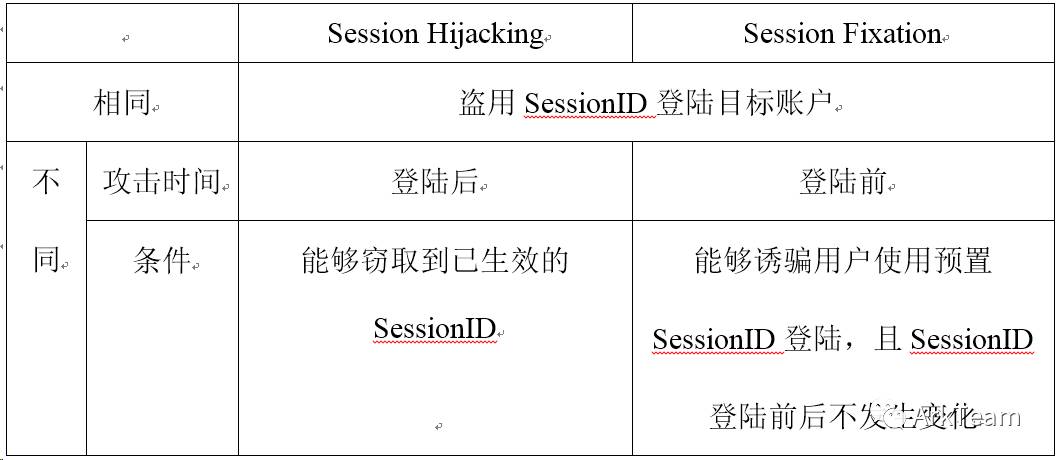 Session Hijacking
Session Fixation
相同
盗用 SessionID 登陆目标账户
不
同
攻击时间
登陆后
登陆前
条件
能够窃取到已生效的
SessionID
能够诱骗用户使用预置
SessionID 登陆，且 SessionID
登陆前后不发生变化